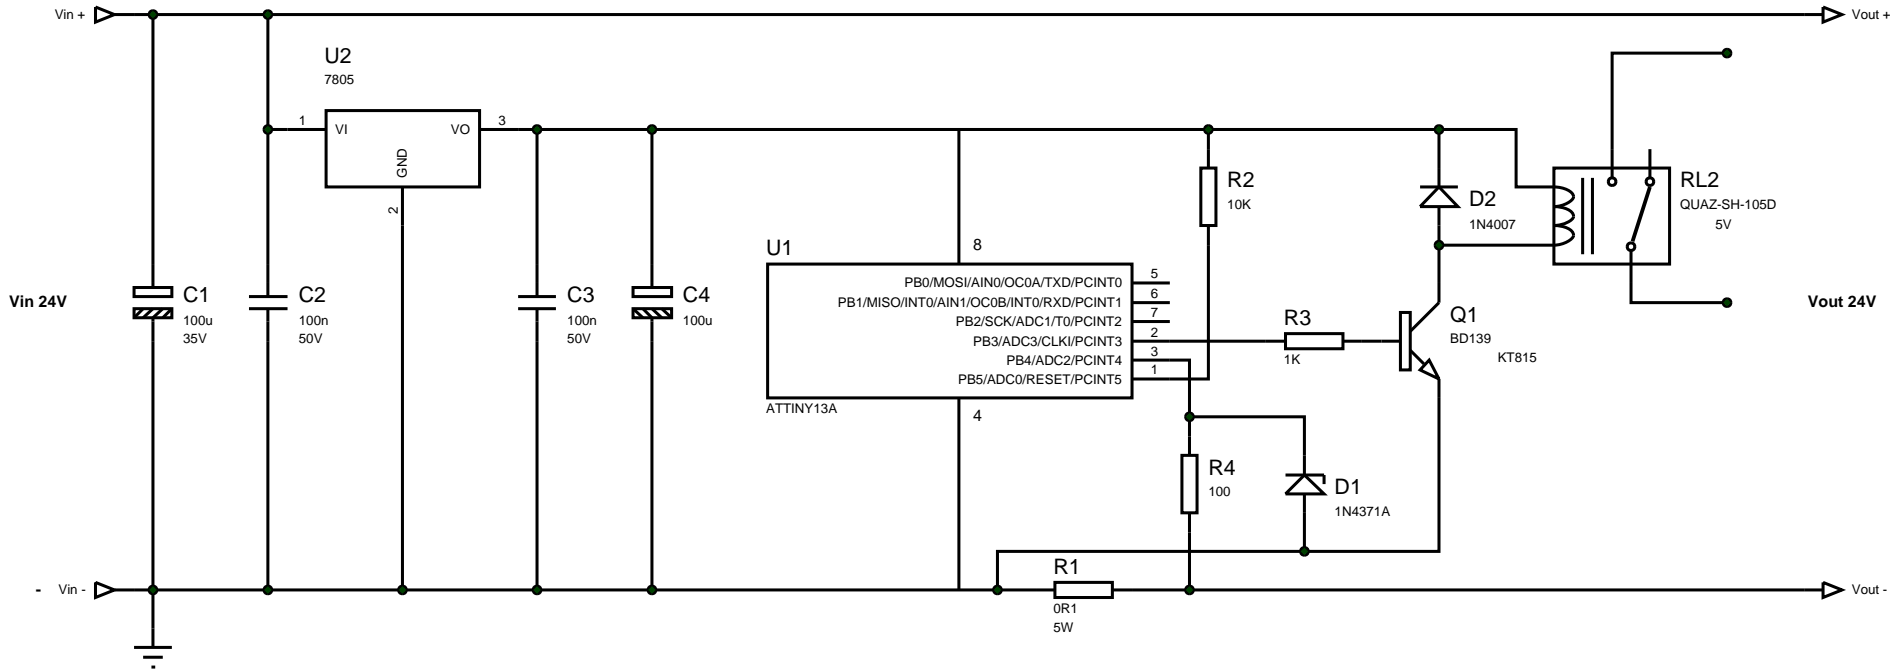 Vin +
Vout +
U2
7805
1
VI
VO
3
GND
2
R2
10K
D2
1N4007
RL2
QUAZ-SH-105D
5V
U1
8
PB0/MOSI/AIN0/OC0A/TXD/PCINT0
5
PB1/MISO/INT0/AIN1/OC0B/INT0/RXD/PCINT1
6
PB2/SCK/ADC1/T0/PCINT2
7
PB3/ADC3/CLKI/PCINT3
2
PB4/ADC2/PCINT4
3
PB5/ADC0/RESET/PCINT5
1
ATTINY13A
4
Vin 24V
C1
100u
35V
C2
100n
50V
C3
100n
50V
C4
100u
R3
1K
Q1
BD139
KT815
Vout 24V
R4
100
D1
1N4371A
R1
0R1
5W
- Vin -
Vout -